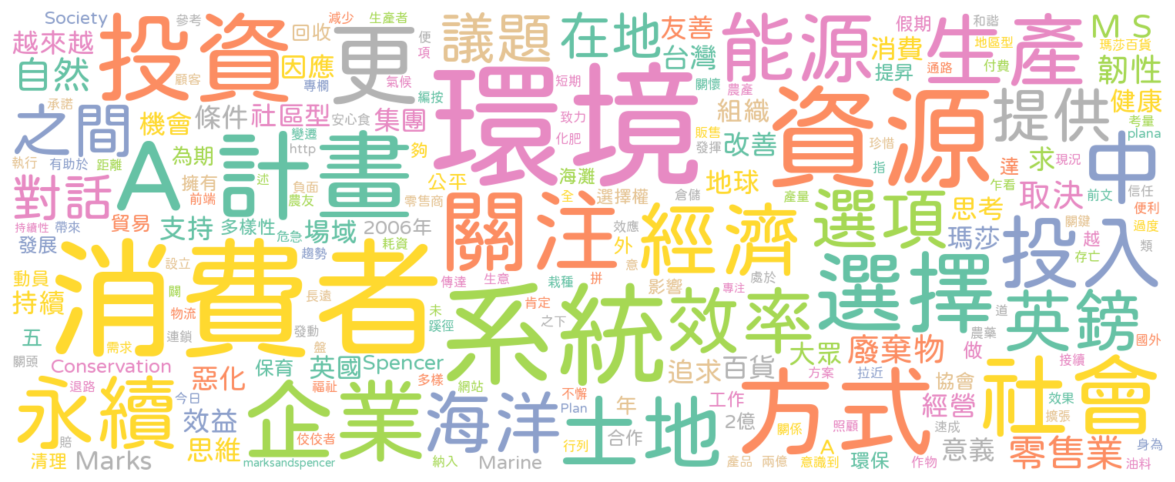 Society
參考
減少
生產者
越來越
投資
回收
更
便
項
議題
在地
友善
台灣
能源
假期
消費
提昇
和諧
地區型
通路
付費
生產
M S
瑪莎百貨
韌性
自然
顧客
因應
專欄
氣候
編按
短期
關懷
農產
承諾
機會
條件
社區型
安心食
集團
環境
致力
化肥
組織
販售
發揮
改善
資源
珍惜
提供
健康
考量
plana
之間
A
計畫
變遷
http
夠
指
達
求
現況
中
執行
有助於
距離
為期
述
海灘
乍看
前文
信任
對話
擁有
前端
負面
農友
公平
零售商
全
選擇權
倉儲
地球
產量
選項
思考
取決
關鍵
便利
過度
持續性
帶來
貿易
支持
多樣性
危急
場域
2006年
關注
效應
外
經濟
瑪莎
越
類
投入
發展
趨勢
耗資
存亡
動員
設立
消費者
傳達
生意
栽種
拼
意
影響
處於
專注
選擇
國外
持續
闢
長遠
系統
肯定
效率
道
英鎊
物流
未
之下
農藥
五
連鎖
發動
蹊徑
大眾
廢棄物
做
關頭
需求
盤
接續
Conservation
保育
英國
Spencer
追求
百貨
方案
拉近
退路
惡化
福祉
多樣
網站
不懈
工作
方式
協會
社會
效果
永續
今日
效益
企業
海洋
Plan
土地
年
2億
經營
擴張
佼佼者
合作
關係
照顧
速成
賠
思維
行列
A
意義
身為
清理
Marks
marksandspencer
納入
Marine
產品
兩億
意識到
環保
作物
零售業
油料